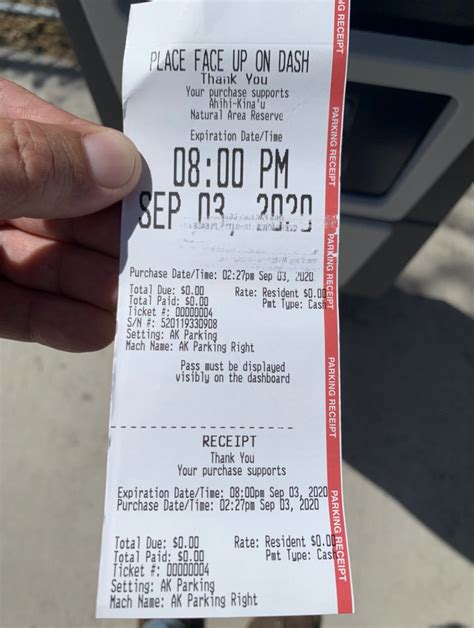 PLACE FACE UP ON DASH
Thank You
Your purchase supports
Ahihi-Kina'u
Natural Area Reserve
Expiration Date/Time
08:00 PM
SEP 03, 2020
Purchase Date/Time: 02:27pm Sep 03, 2020
Total Due: $0.00 Rate: Resident $0.00
Total Paid: $0.00 Pmt Type: Cash
Ticket #: 00000004
S/N #: 520119330908
Setting: AK Parking
Mach Name: AK Parking Right
Pass must be displayed
visibly on the dashboard
RECEIPT
Thank You
Your purchase supports
Expiration Date/Time: 08:00pm Sep 03, 2020
Purchase Date/Time: 02:27pm Sep 03, 2020
Total Due: $0.00 Rate: Resident $0.00
Total Paid: $0.00 Pmt Type: Cash
Ticket #: 00000004
Setting: AK Parking
Mach Name: AK Parking Right
RECEIPT
PARKING RECEIPT
PARKING RECEIPT
PARKING RECEIPT
PARKING RECEIPT